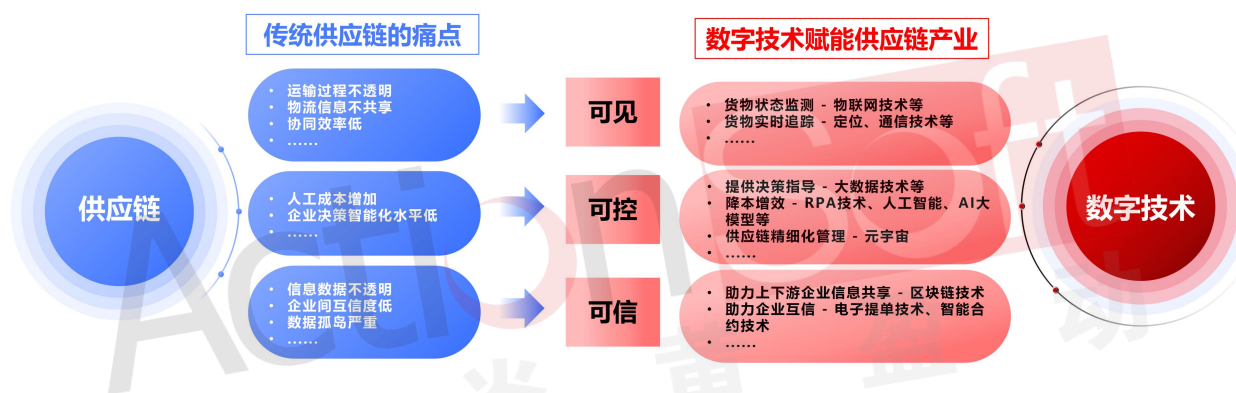 传统供应链的痛点
数字技术赋能供应链产业
供应链
• 运输过程不透明
• 物流信息不共享
• 协同效率低
• ......
可见
• 货物状态监测 - 物联网技术等
• 货物实时追踪 - 定位、通信技术等
• ......
• 人工成本增加
• 企业决策智能化水平低
• ......
可控
• 提供决策指导 - 大数据技术等
• 降本增效 - RPA技术、人工智能、AI大
模型等
• 供应链精细化管理 - 元宇宙
• ......
• 信息数据不透明
• 企业间互信度低
• 数据孤岛严重
• ......
可信
• 助力上下游企业信息共享 - 区块链技术
• 助力企业互信 - 电子提单技术、智能合
约技术
• ......
数字技术
ActionSoft
炎黄盈动